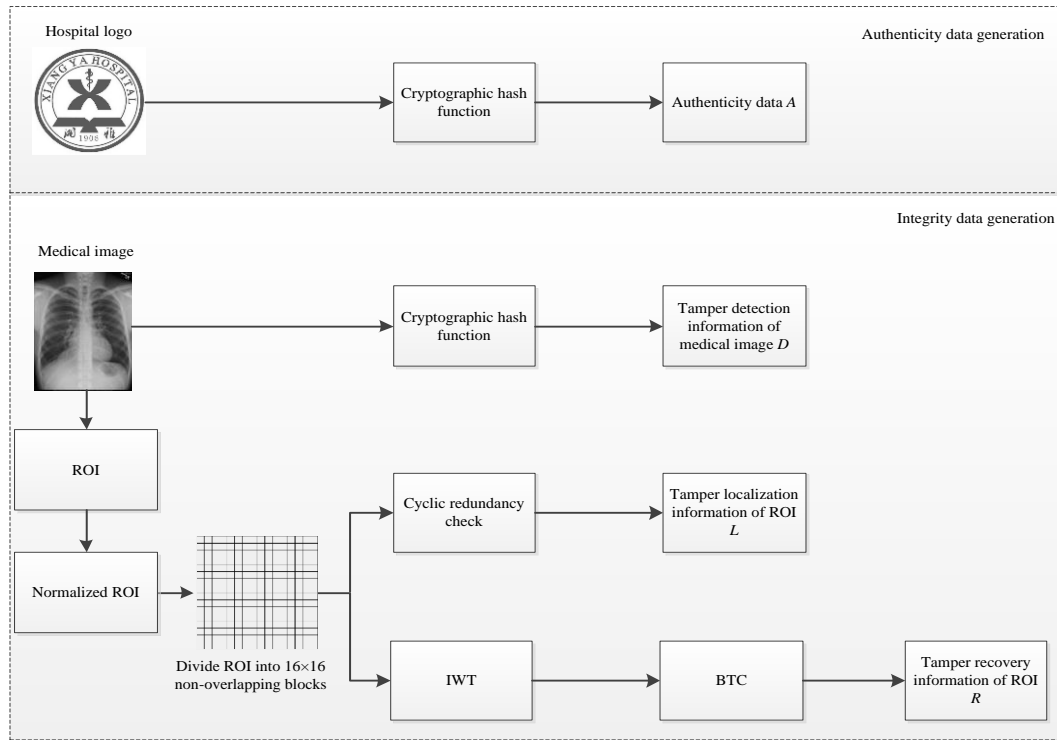 Hospital logo
Authenticity data generation
XIANGYA HOSPITAL
1906
Cryptographic hash
function
Authenticity data A
Integrity data generation
Medical image
Cryptographic hash
function
Tamper detection
information of
medical image D
ROI
Cyclic redundancy
check
Tamper localization
information of ROI
L
Normalized ROI
Divide ROI into 16×16
non-overlapping blocks
IWT
BTC
Tamper recovery
information of ROI
R